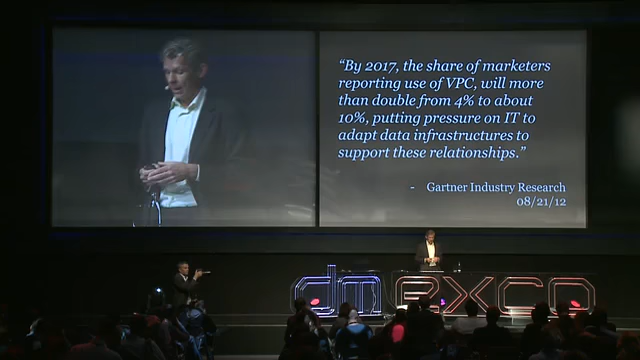 “By 2017, the share of marketers
reporting use of VPC, will more
than double from 4% to about
10%, putting pressure on IT to
adapt data infrastructures to
support these relationships.”
- Gartner Industry Research
08/21/12
dmexco